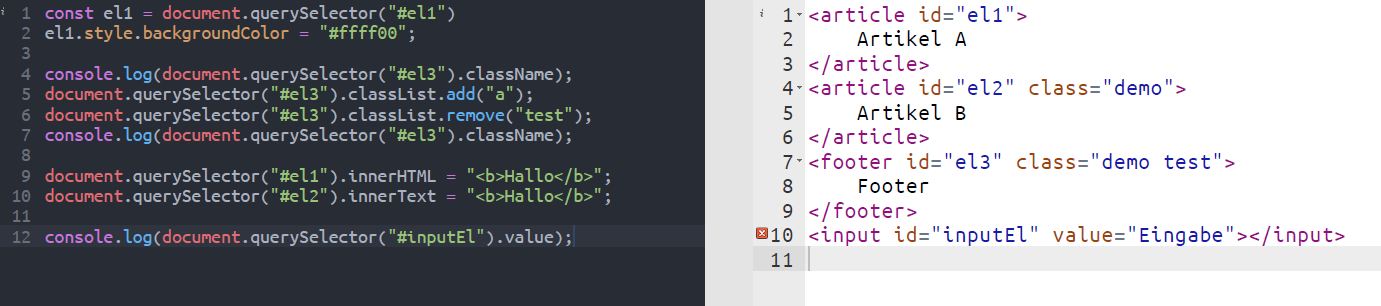 1 const el1 = document.querySelector("#el1")
2 el1.style.backgroundColor = "#ffff00";
3
4 console.log(document.querySelector("#el3").className);
5 document.querySelector("#el3").classList.add("a");
6 document.querySelector("#el3").classList.remove("test");
7 console.log(document.querySelector("#el3").className);
8
9 document.querySelector("#el1").innerHTML = "<b>Hallo</b>";
10 document.querySelector("#el2").innerText = "<b>Hallo</b>";
11
12 console.log(document.querySelector("#inputEl").value);
1 <article id="el1">
2     Artikel A
3 </article>
4 <article id="el2" class="demo">
5     Artikel B
6 </article>
7 <footer id="el3" class="demo test">
8     Footer
9 </footer>
10 <input id="inputEl" value="Eingabe"></input>
11